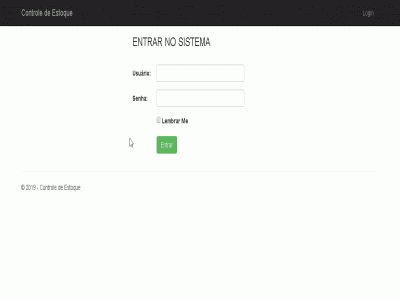 Controle de Estoque
Login
ENTRAR NO SISTEMA
Usuário:
Senha:
Lembrar Me
Entrar
© 2019 - Controle de Estoque